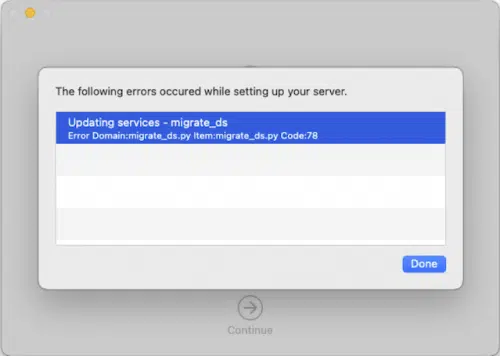 The following errors occured while setting up your server.
Updating services - migrate_ds
Error Domain:migrate_ds.py Item:migrate_ds.py Code:78
Done
Continue